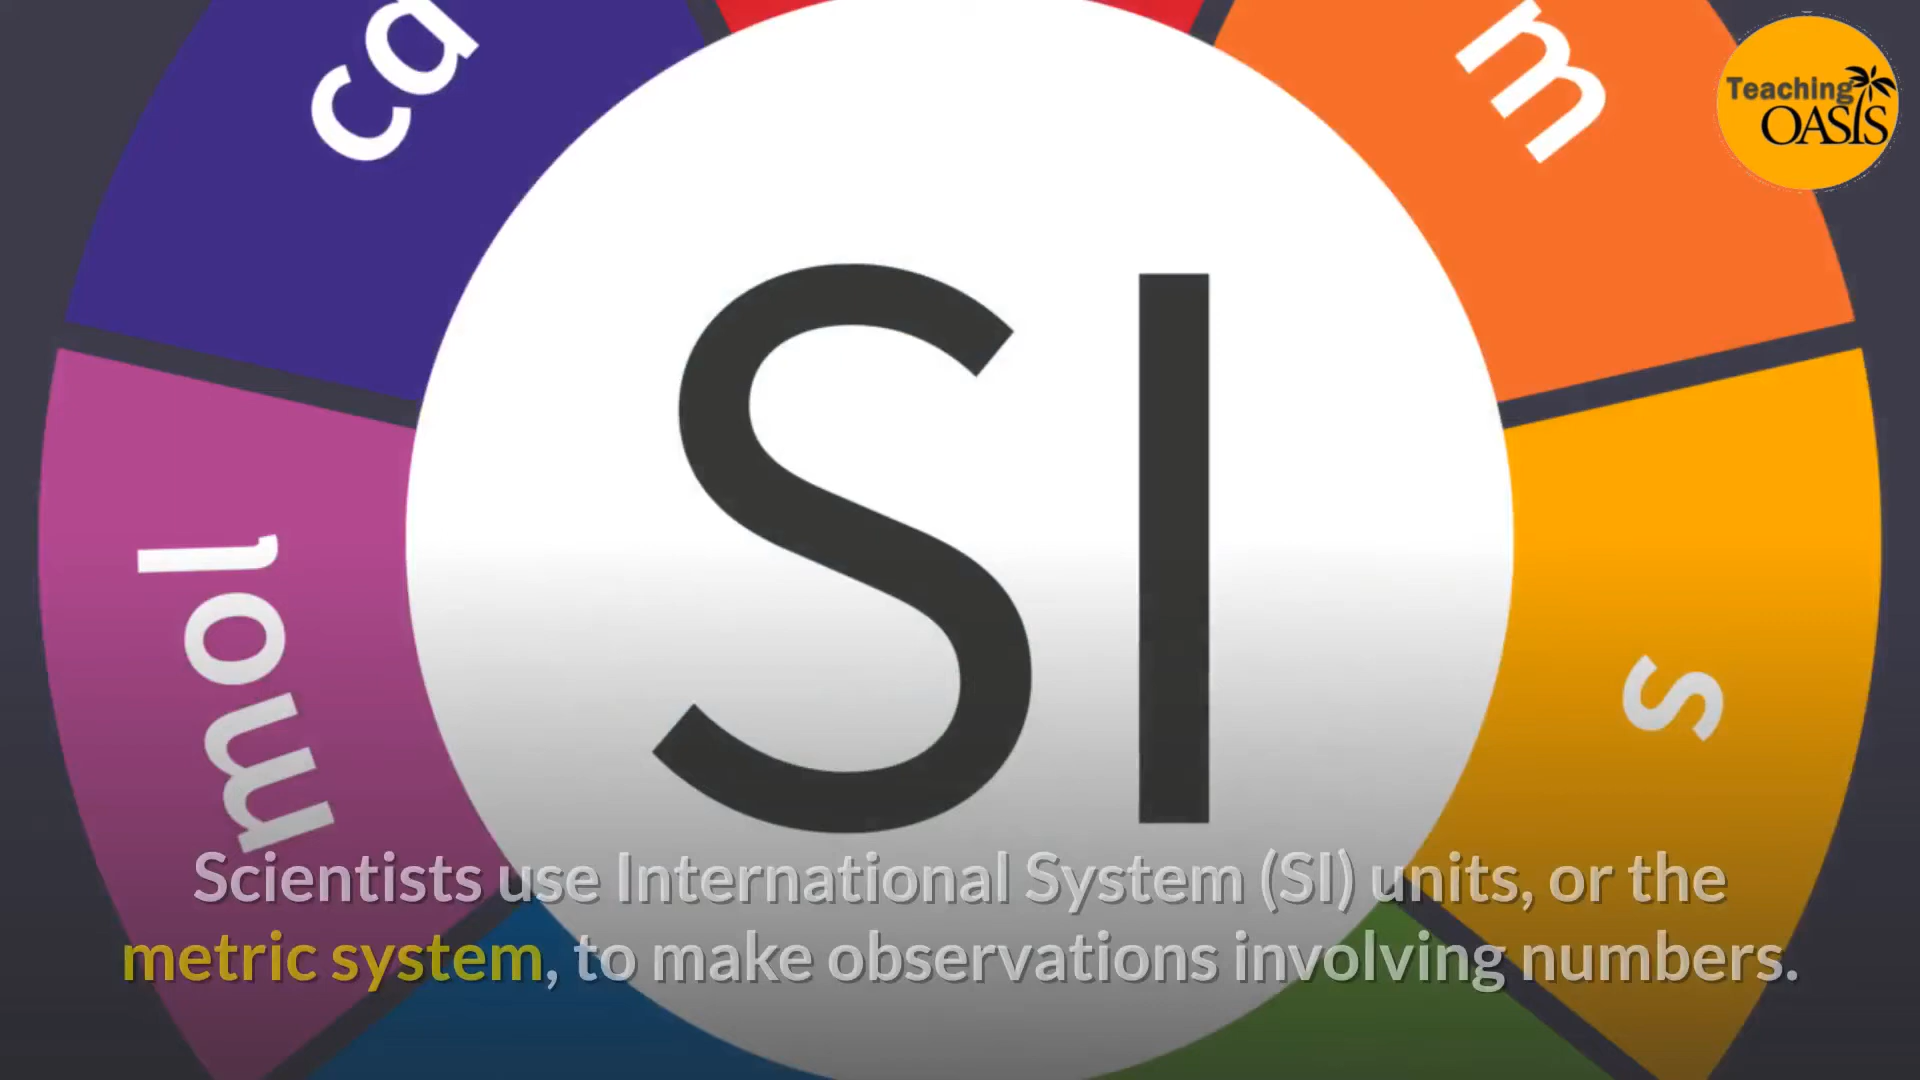 ca
m
Teaching
OASIS
SI
mol
s
Scientists use International System (SI) units, or the
metric system, to make observations involving numbers.